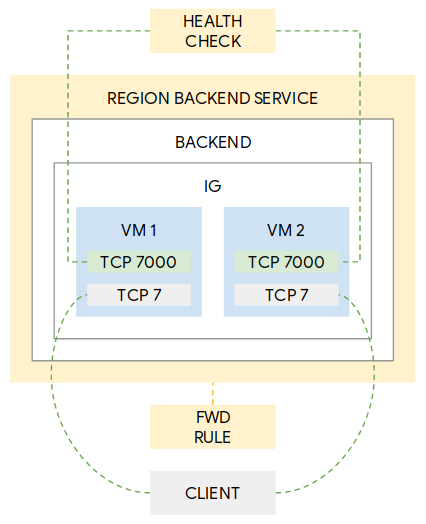 HEALTH
CHECK
REGION BACKEND SERVICE
BACKEND
IG
VM 1
VM 2
TCP 7000
TCP 7000
TCP 7
TCP 7
FWD
RULE
CLIENT